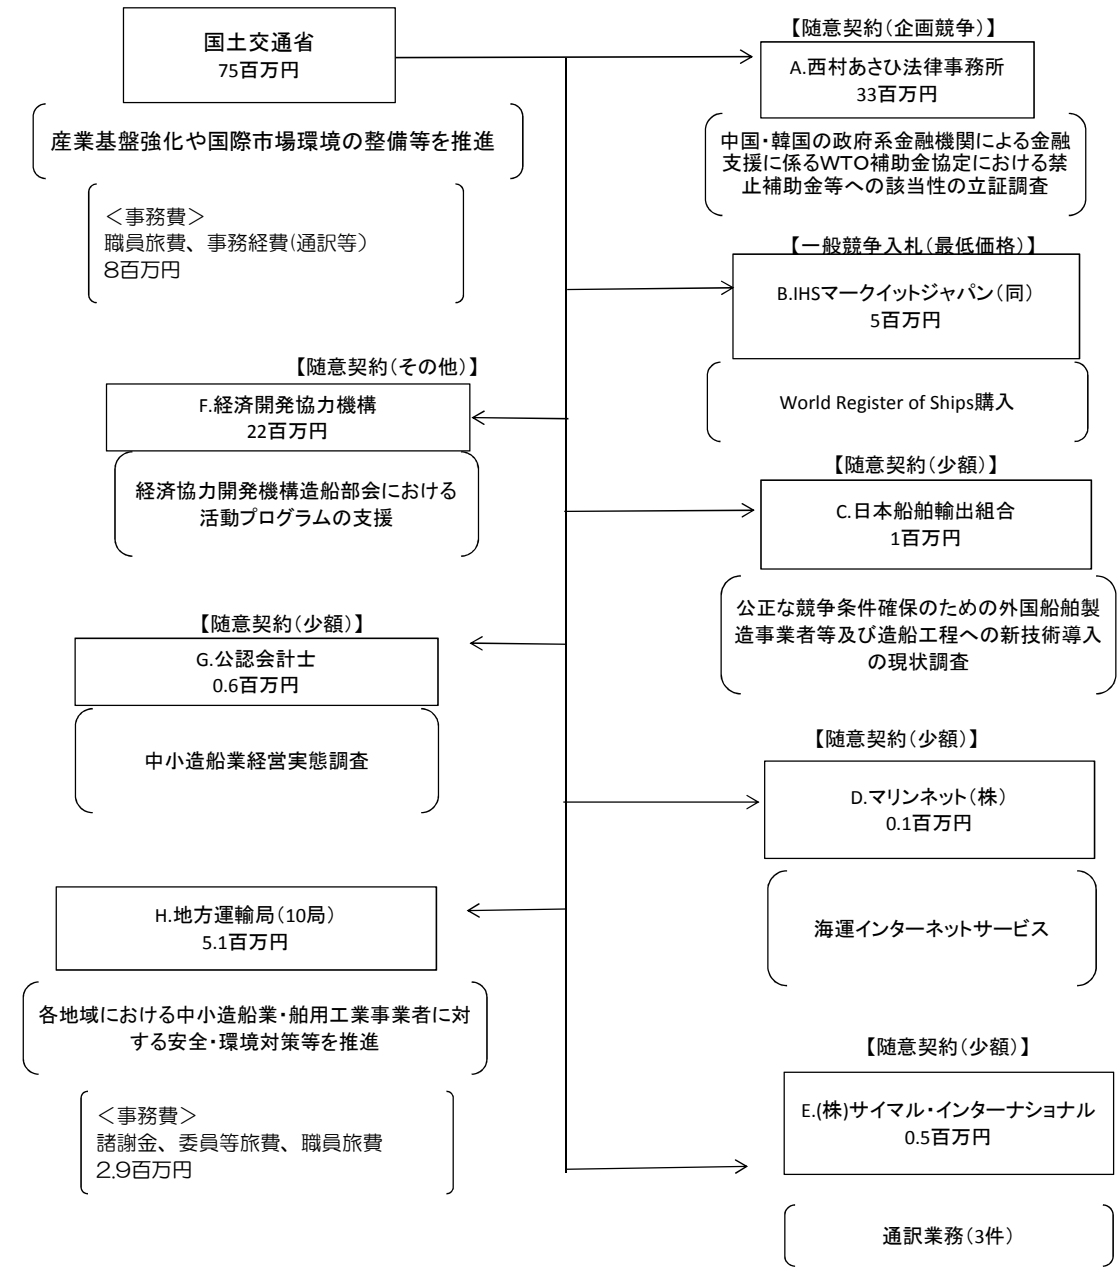 国土交通省
75百万円
産業基盤強化や国際市場環境の整備等を推進
＜事務費＞
職員旅費、事務経費(通訳等)
8百万円
【随意契約(企画競争)】
A.西村あさひ法律事務所
33百万円
中国・韓国の政府系金融機関による金融
支援に係るWTO補助金協定における禁
止補助金等への該当性の立証調査
【一般競争入札(最低価格)】
B.IHSマークイットジャパン(同)
5百万円
World Register of Ships購入
【随意契約(その他)】
F.経済開発協力機構
22百万円
経済協力開発機構造船部会における
活動プログラムの支援
【随意契約(少額)】
C.日本船舶輸出組合
1百万円
公正な競争条件確保のための外国船舶製
造事業者等及び造船工程への新技術導入
の現状調査
【随意契約(少額)】
G.公認会計士
0.6百万円
中小造船業経営実態調査
【随意契約(少額)】
D.マリンネット(株)
0.1百万円
海運インターネットサービス
H.地方運輸局(10局)
5.1百万円
各地域における中小造船業・舶用工業事業者に対
する安全・環境対策等を推進
＜事務費＞
諸謝金、委員等旅費、職員旅費
2.9百万円
【随意契約(少額)】
E.(株)サイマル・インターナショナル
0.5百万円
通訳業務(3件)